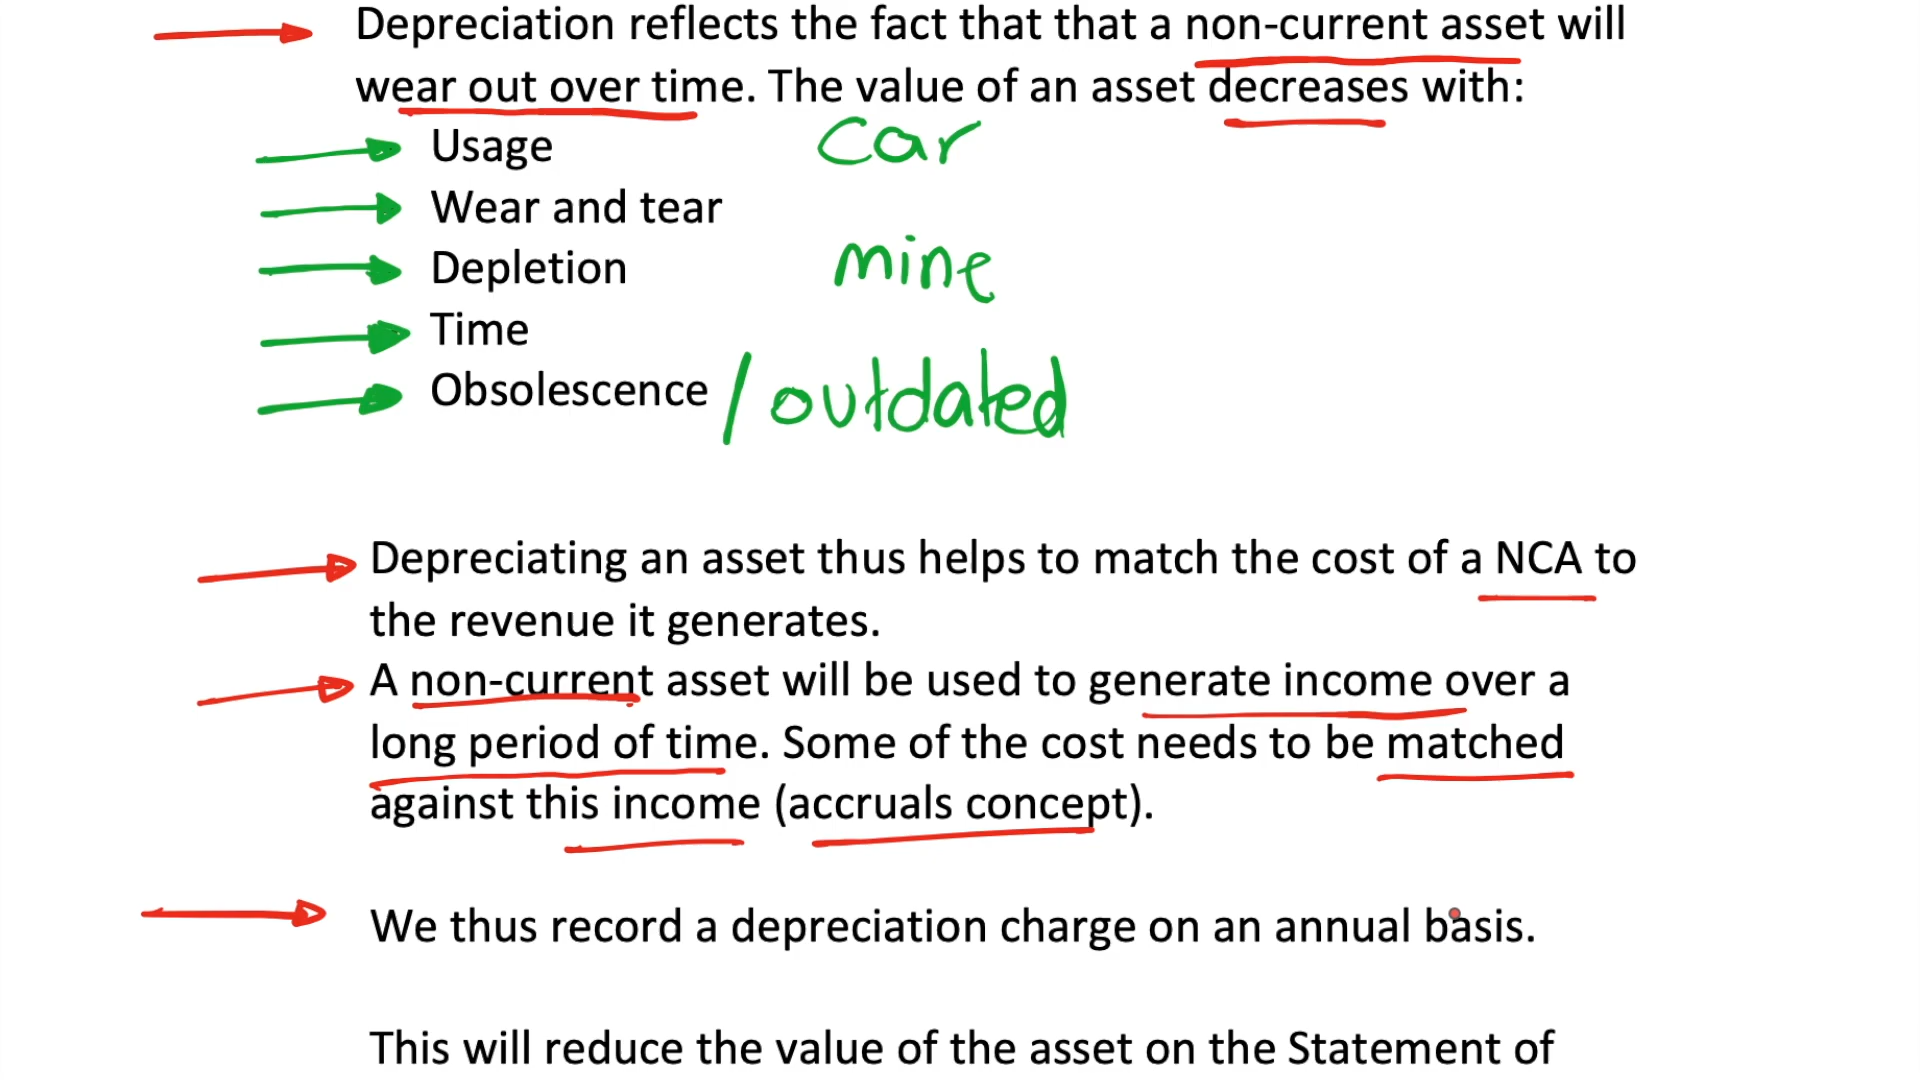 Depreciation reflects the fact that that a non-current asset will
wear out over time. The value of an asset decreases with:
Usage car
Wear and tear
Depletion mine
Time
Obsolescence / outdated
Depreciating an asset thus helps to match the cost of a NCA to
the revenue it generates.
A non-current asset will be used to generate income over a
long period of time. Some of the cost needs to be matched
against this income (accruals concept).
We thus record a depreciation charge on an annual basis.
This will reduce the value of the asset on the Statement of